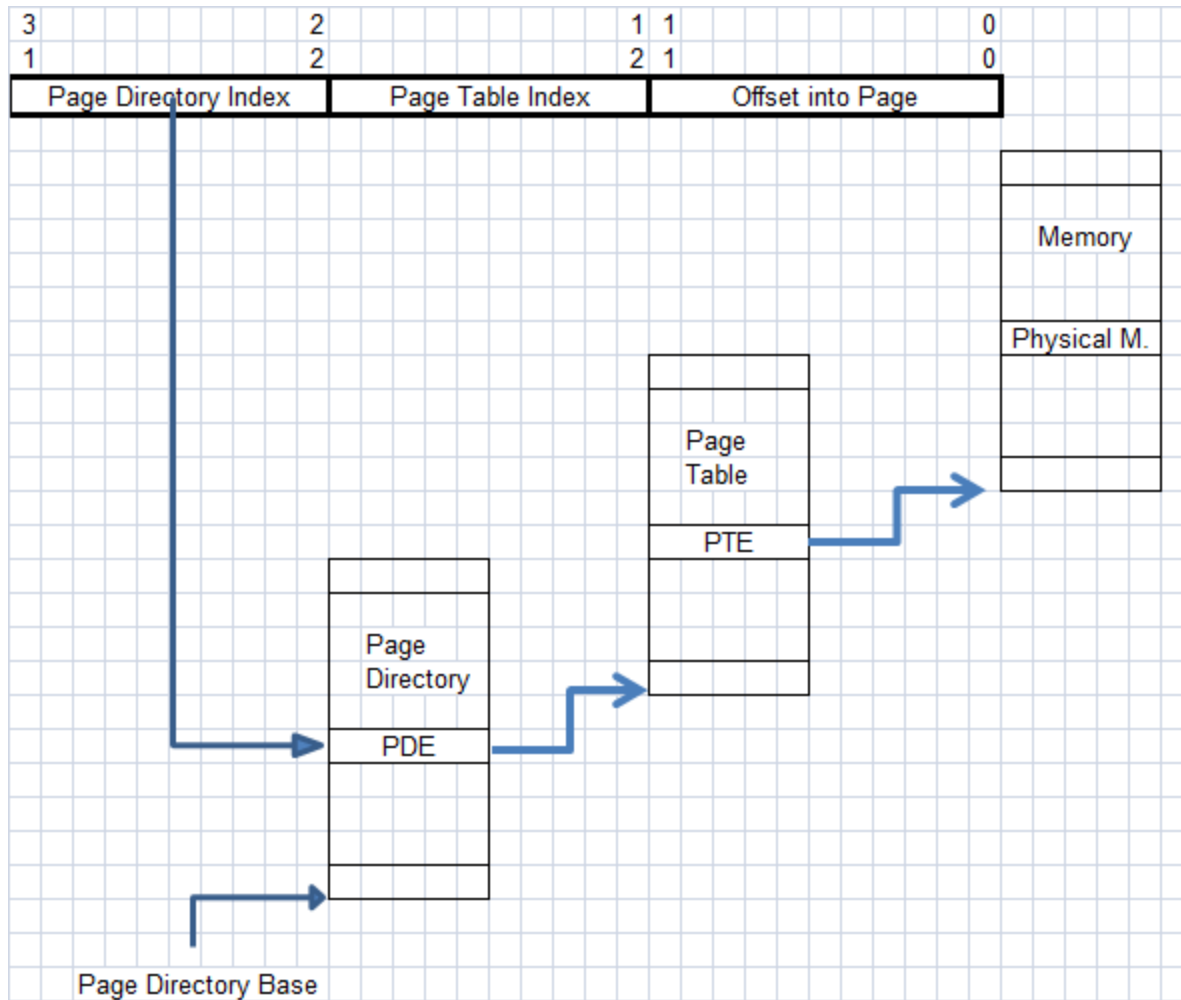 3 2 1 1 0
1 2 2 1 0
Page Directory Index Page Table Index Offset into Page
Memory
Physical M.
Page
Table
PTE
Page
Directory
PDE
Page Directory Base